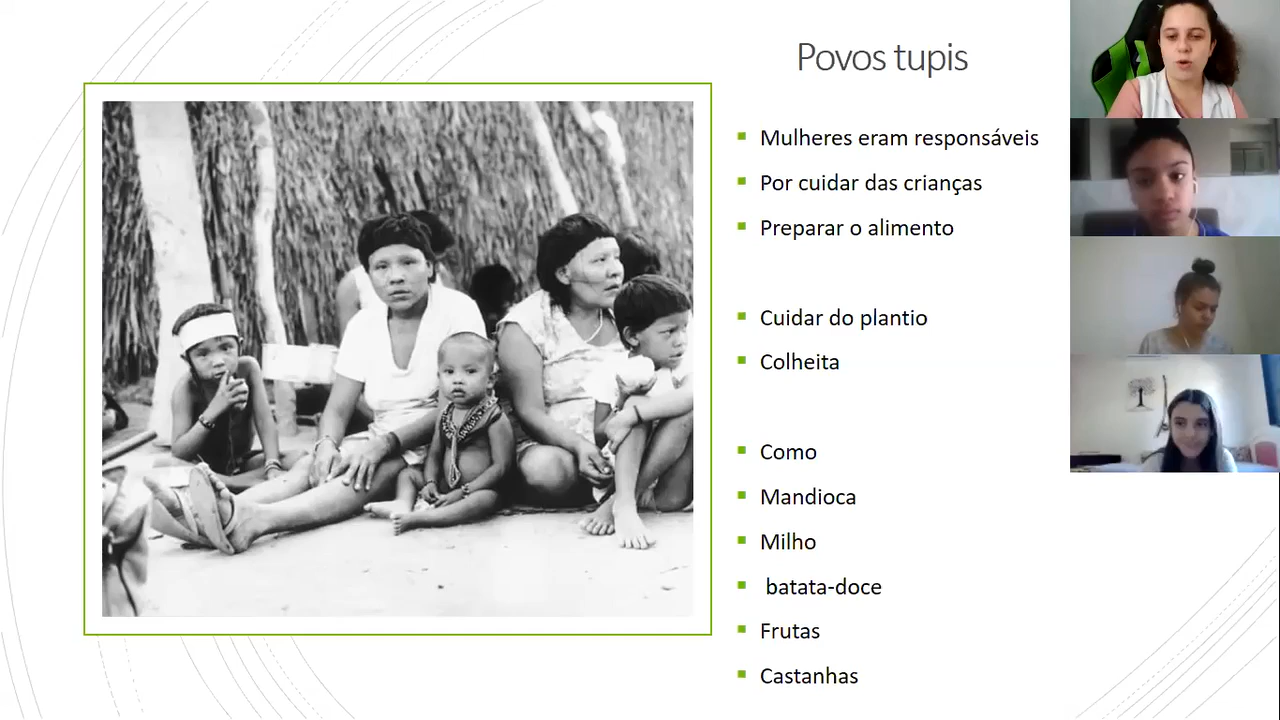 Povos tupis
Mulheres eram responsáveis
Por cuidar das crianças
Preparar o alimento
Cuidar do plantio
Colheita
Como
Mandioca
Milho
batata-doce
Frutas
Castanhas